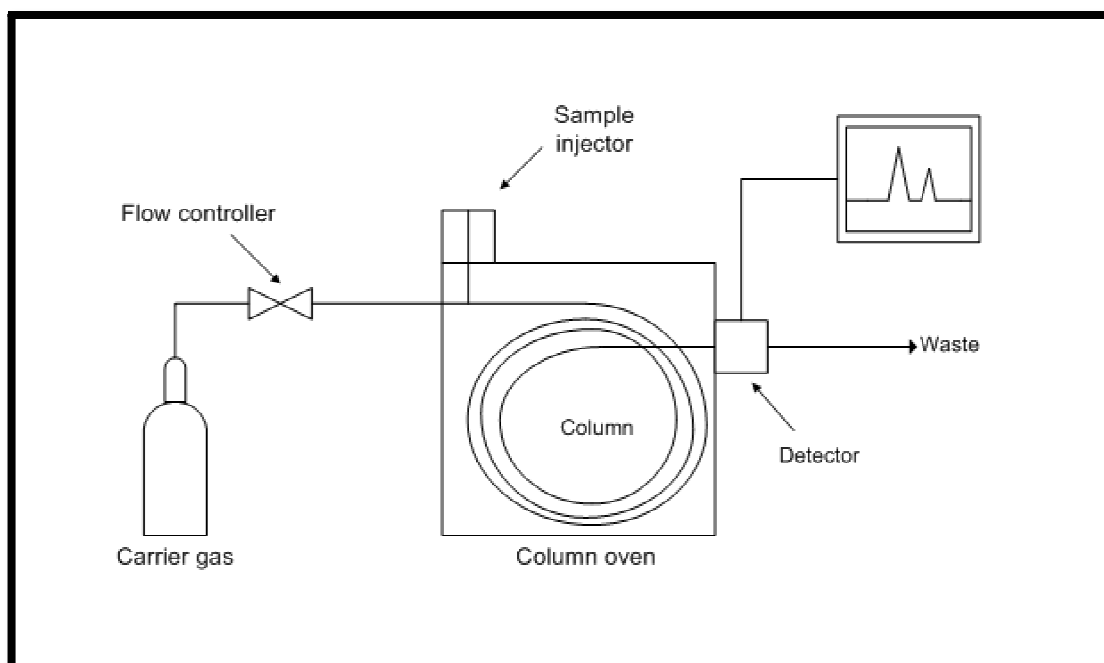 Sample
injector
Flow controller
Waste
Column
Detector
Carrier gas
Column oven